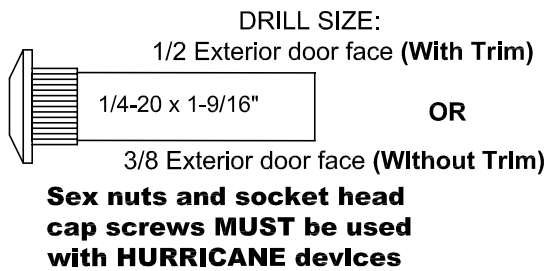 DRILL SIZE:
1/2 Exterior door face (With Trim)
1/4-20 x 1-9/16"
OR
3/8 Exterior door face (WIthout TrIm)
Sex nuts and socket head
cap screws MUST be used
with HURRICANE devIces